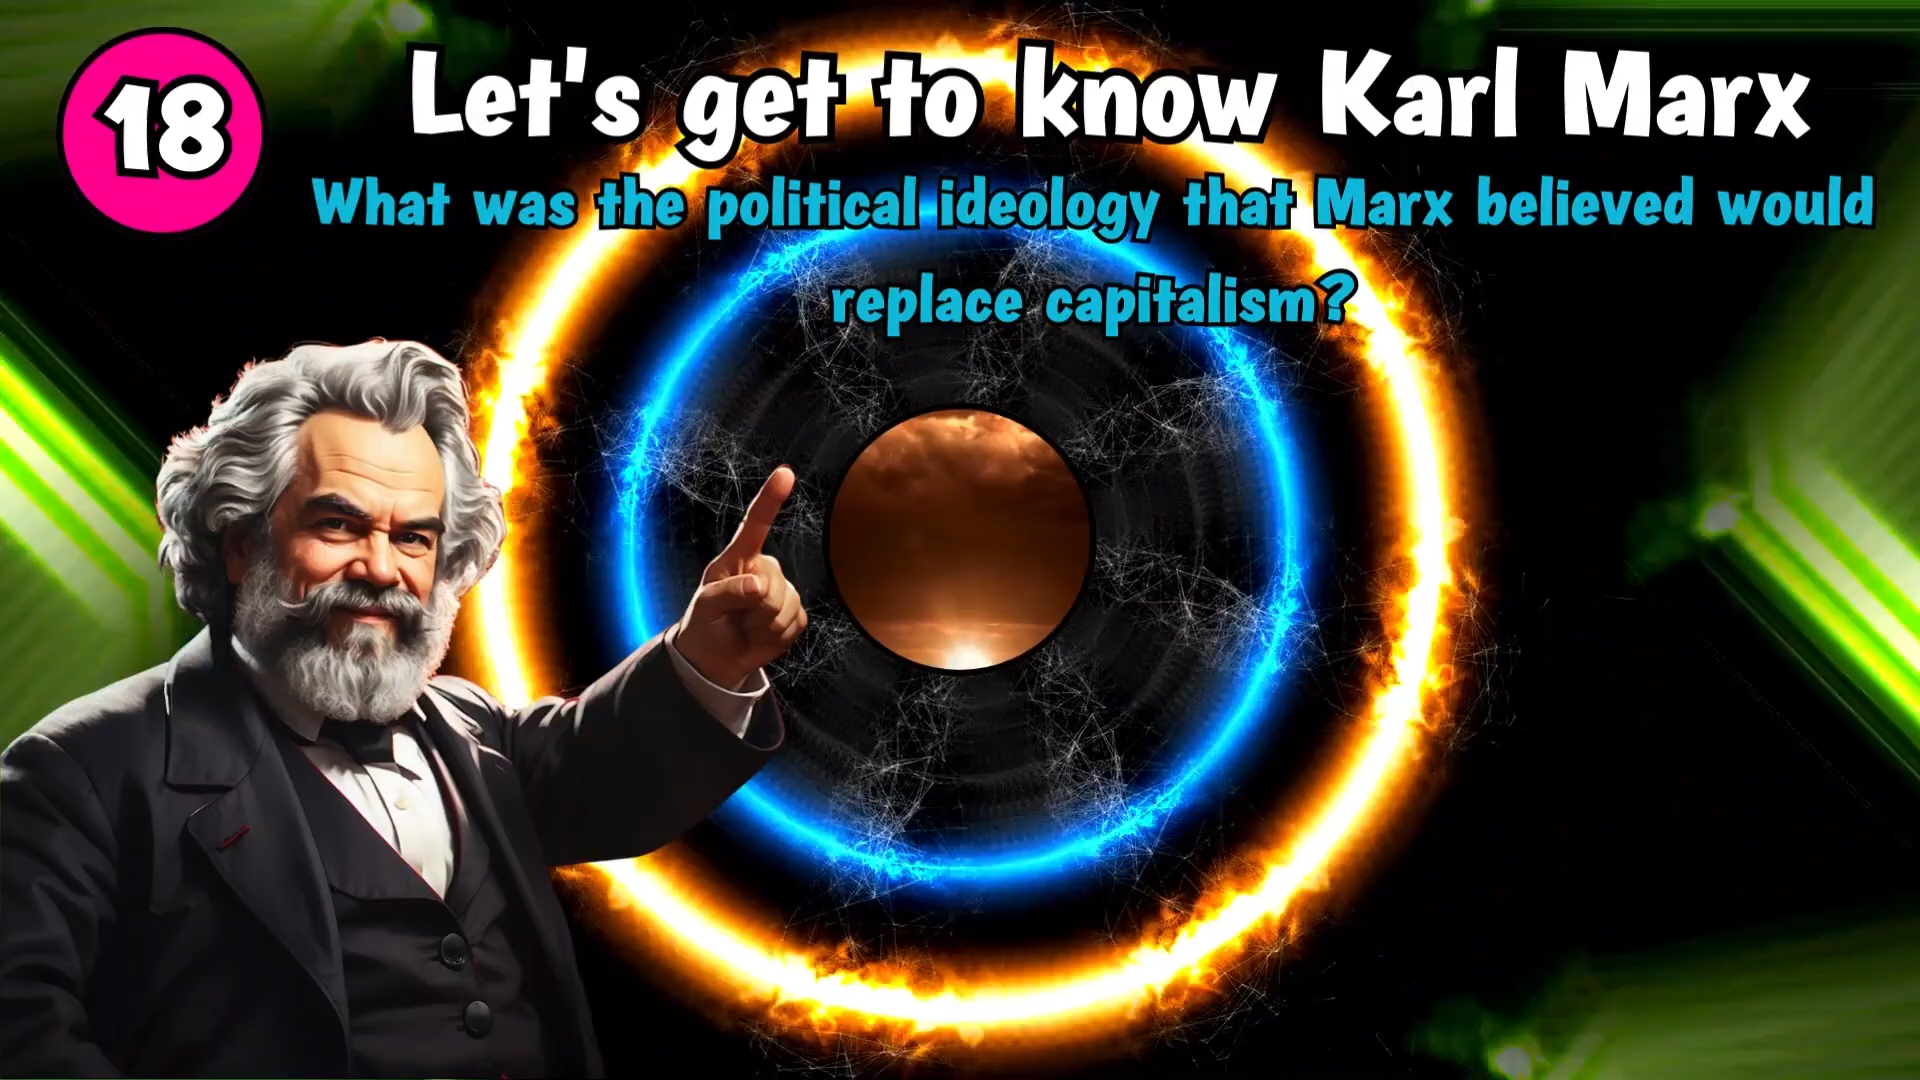 18
Let's get to know Karl Marx
What was the political ideology that Marx believed would
replace capitalism?